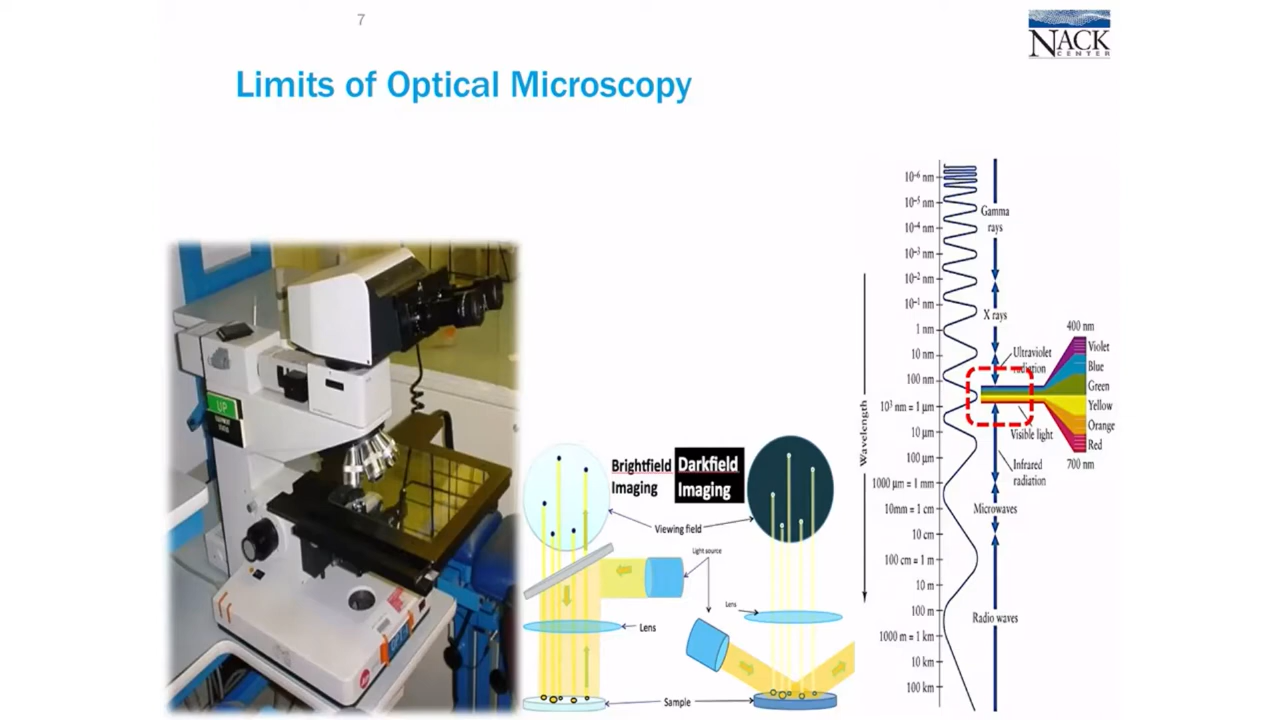 7
NACK
CENTER
Limits of Optical Microscopy
UP
Brightfield
Imaging
Darkfield
Imaging
Viewing field
Light source
Lens
Lens
Sample
Wavelength
10⁻⁶ nm
10⁻⁵ nm
10⁻⁴ nm
10⁻³ nm
10⁻² nm
10⁻¹ nm
1 nm
10 nm
100 nm
10³ nm = 1 μm
10 μm
100 μm
1000 μm = 1 mm
10mm = 1 cm
10 cm
100 cm = 1 m
10 m
100 m
1000 m = 1 km
10 km
100 km
Gamma
rays
X rays
Ultraviolet
radiation
Visible light
Infrared
radiation
Microwaves
Radio waves
400 nm
Violet
Blue
Green
Yellow
Orange
Red
700 nm